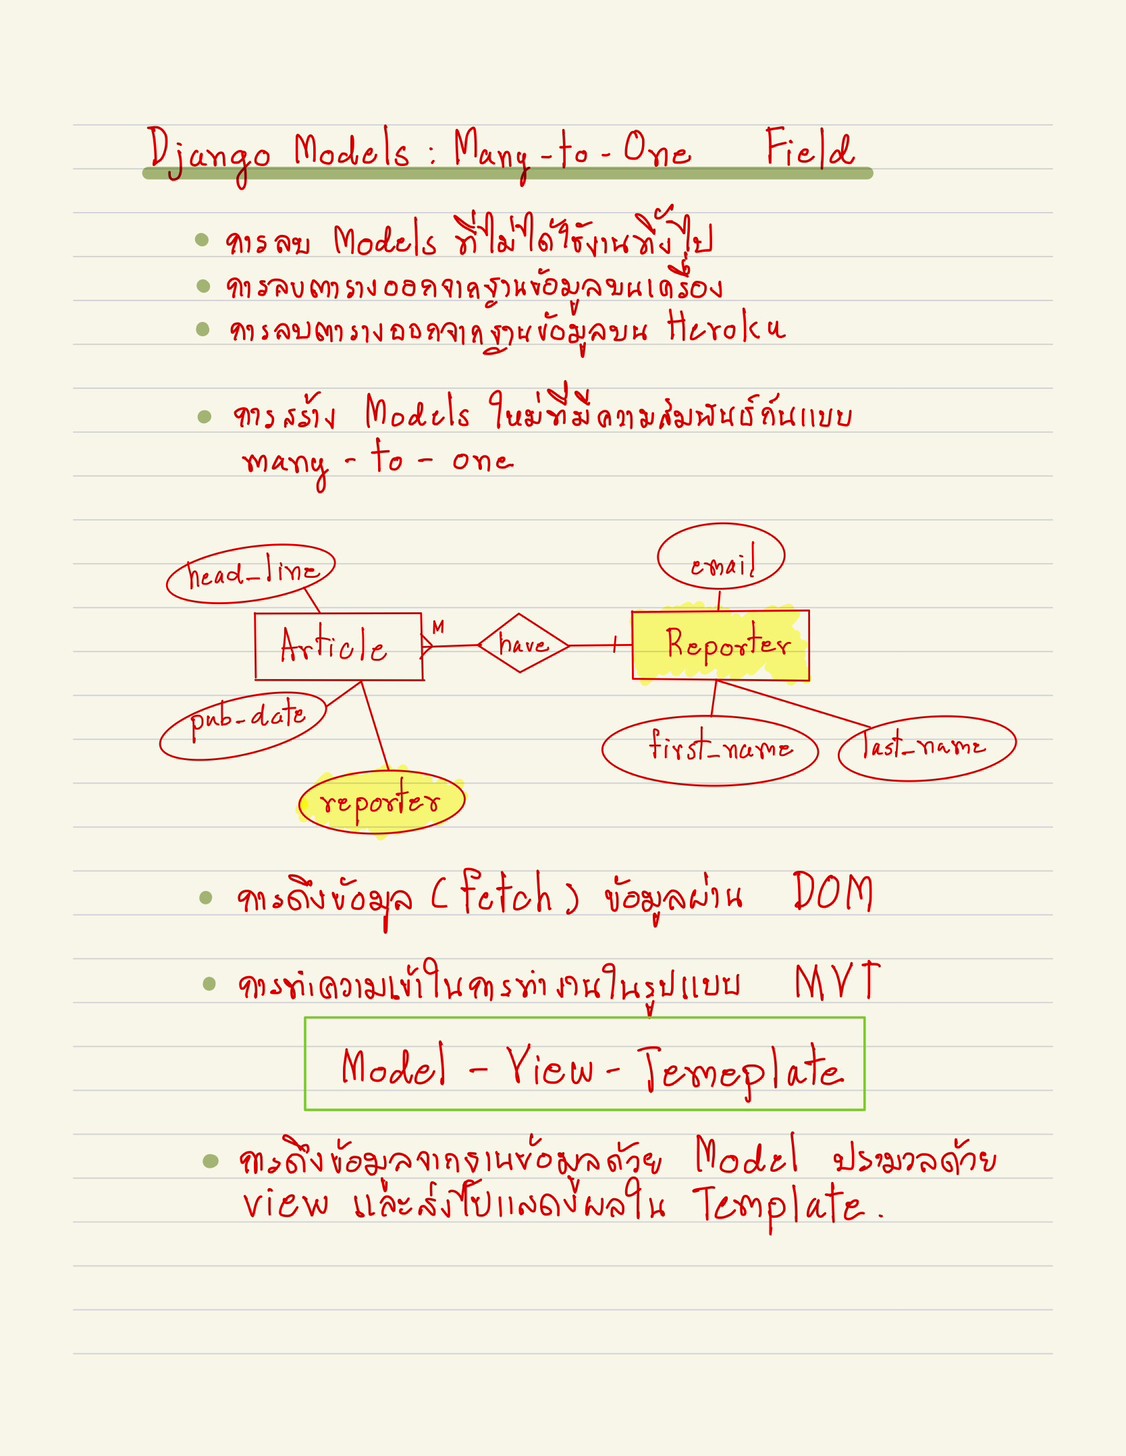 Django Models : Many-to-One Field
การลบ Models ที่ไม่ได้ใช้งานทิ้งไป
การลบตารางออกจากฐานข้อมูลบนเครื่อง
การลบตารางออกจากฐานข้อมูลบน Heroku
การสร้าง Models ใหม่ที่มีความสัมพันธ์กันแบบ
many - to - one
email
head_line
Article
M
have
Reporter
pub_date
first_name
last_name
reporter
การดึงข้อมูล (fetch) ข้อมูลผ่าน DOM
การทำความเข้าในการทำงานในรูปแบบ MVT
Model - View - Temeplate
การดึงข้อมูลจากฐานข้อมูลด้วย Model ประมวลด้วย
view และส่งไปแสดงผลใน Template.